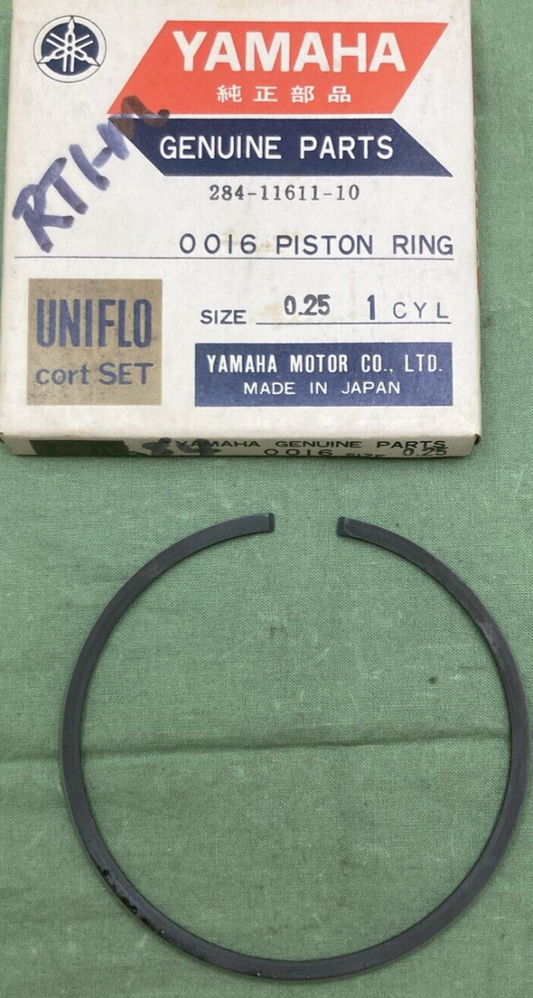 YAMAHA
純正部品
GENUINE PARTS
RT1-M
284-11611-10
0016 PISTON RING
UNIFLO
cort SET
SIZE 0.25 1 CYL
YAMAHA MOTOR CO., LTD.
MADE IN JAPAN
YAMAHA GENUINE PARTS
0016 SIZE 0.25